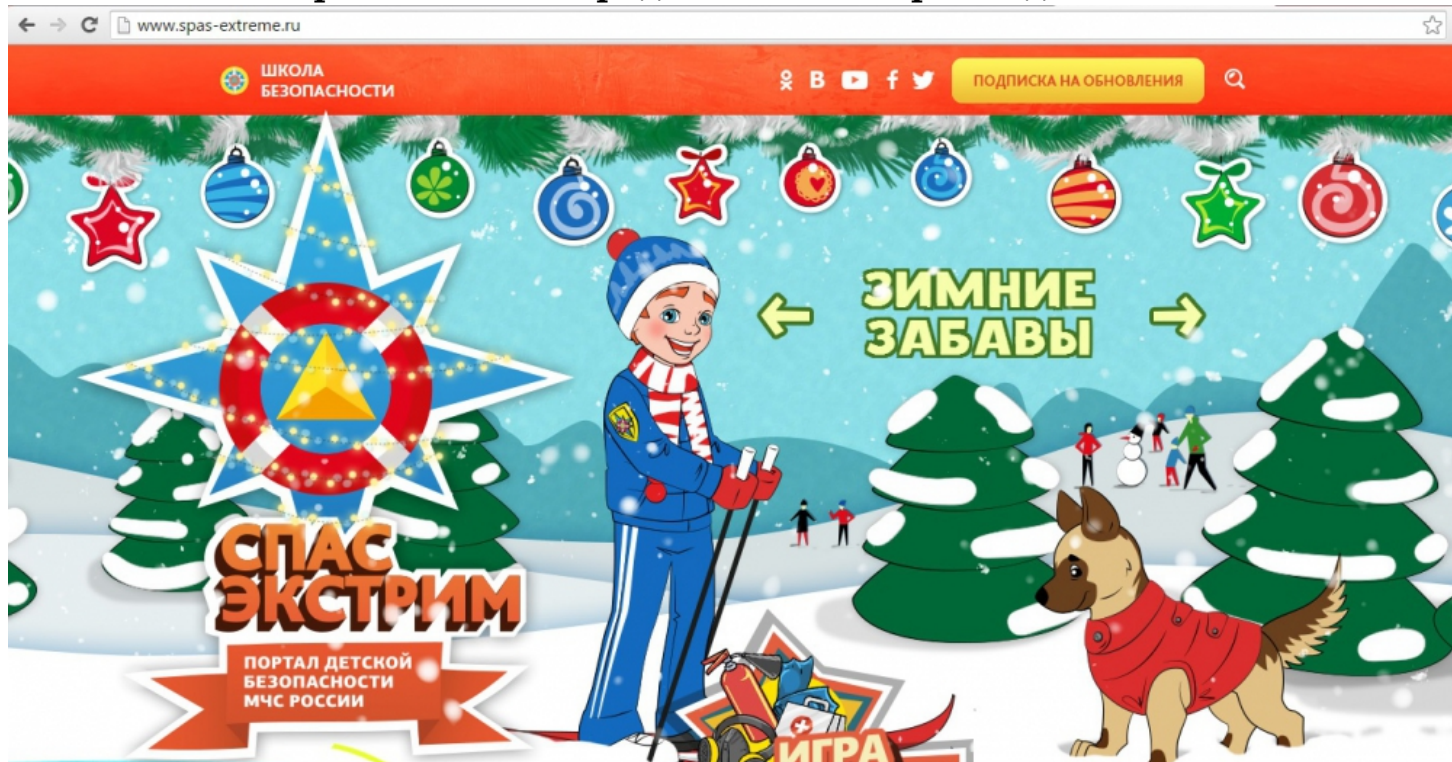 www.spas-extreme.ru
ШКОЛА
БЕЗОПАСНОСТИ
ПОДПИСКА НА ОБНОВЛЕНИЯ
ЗИМНИЕ
ЗАБАВЫ
СПАС
ЭКСТРИМ
ПОРТАЛ ДЕТСКОЙ
БЕЗОПАСНОСТИ
МЧС РОССИИ
ИГРА